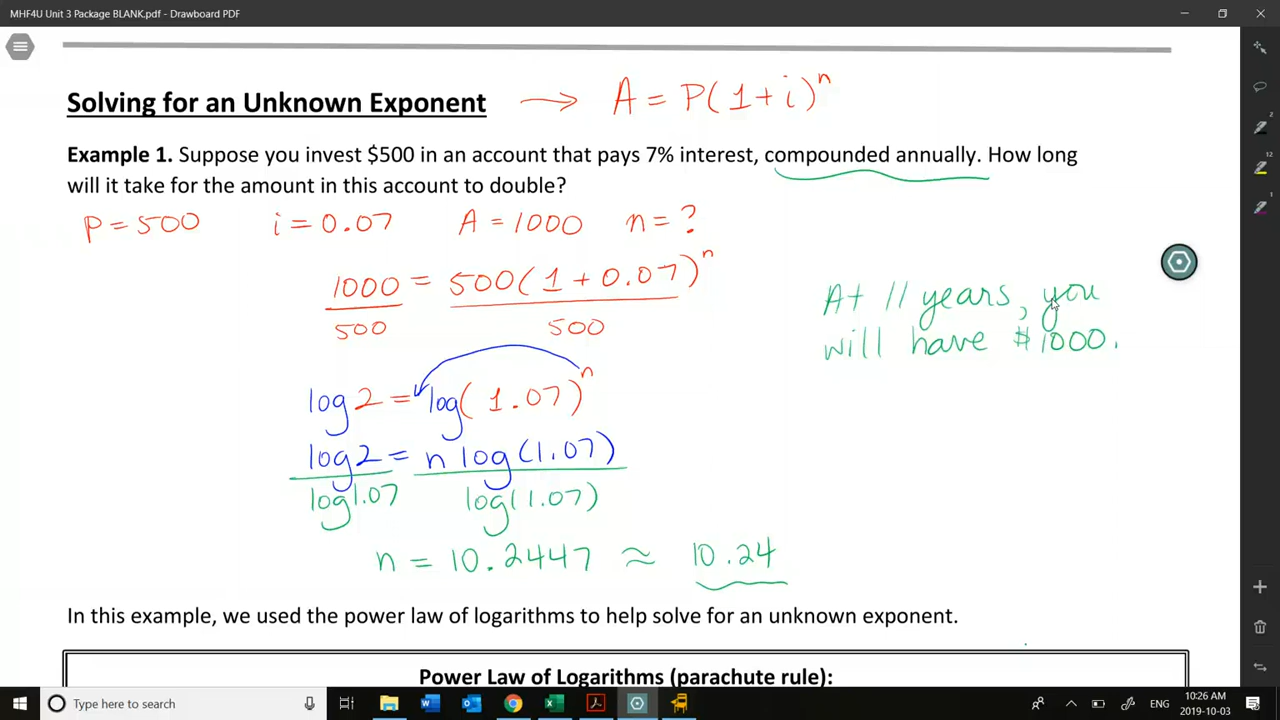 MHF4U Unit 3 Package BLANK.pdf - Drawboard PDF
Solving for an Unknown Exponent → A = P(1 + i)^n
Example 1. Suppose you invest $500 in an account that pays 7% interest, compounded annually. How long
will it take for the amount in this account to double?
P = 500 i = 0.07 A = 1000 n = ?
1000 = 500(1 + 0.07)^n
500 500
At 11 years, you
will have $1000.
log 2 = log(1.07)^n
log 2 = n log(1.07)
log 1.07 log(1.07)
n = 10.2447 ≈ 10.24
In this example, we used the power law of logarithms to help solve for an unknown exponent.
Power Law of Logarithms (parachute rule):
2
12
1
Type here to search
ENG
10:26 AM
2019-10-03